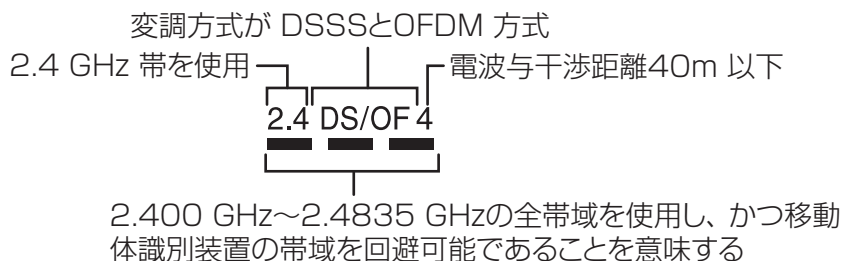 変調方式が DSSSとOFDM 方式
2.4 GHz 帯を使用
電波与干渉距離40m 以下
2.4 DS/OF 4
2.400 GHz~2.4835 GHzの全帯域を使用し、かつ移動
体識別装置の帯域を回避可能であることを意味する